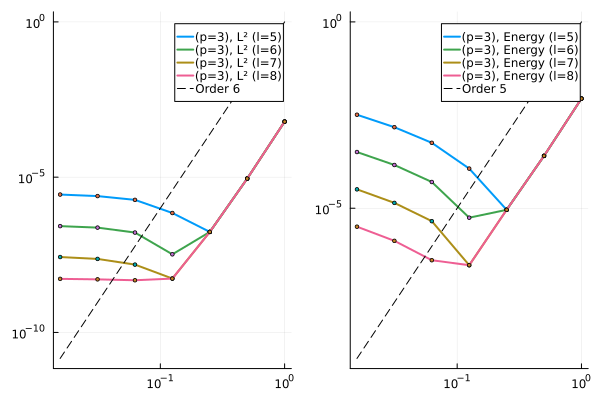 10⁰
10⁻⁵
10⁻¹⁰
10⁻¹
10⁰
(p=3), L² (l=5)
(p=3), L² (l=6)
(p=3), L² (l=7)
(p=3), L² (l=8)
Order 6
10⁰
10⁻⁵
10⁻¹
10⁰
(p=3), Energy (l=5)
(p=3), Energy (l=6)
(p=3), Energy (l=7)
(p=3), Energy (l=8)
Order 5